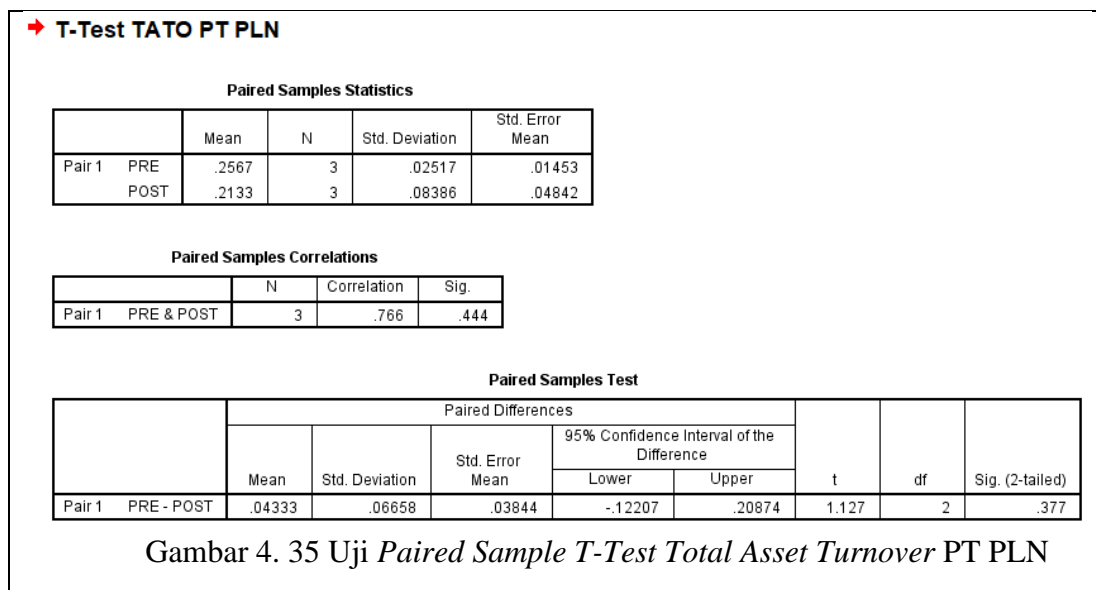 T-Test TATO PT PLN
Paired Samples Statistics
Mean N Std. Deviation Std. Error Mean
Pair 1 PRE .2567 3 .02517 .01453
POST .2133 3 .08386 .04842
Paired Samples Correlations
N Correlation Sig.
Pair 1 PRE & POST 3 .766 .444
Paired Samples Test
Paired Differences
95% Confidence Interval of the Difference
Mean Std. Deviation Std. Error Mean Lower Upper t df Sig. (2-tailed)
Pair 1 PRE - POST .04333 .06658 .03844 -.12207 .20874 1.127 2 .377
Gambar 4. 35 Uji Paired Sample T-Test Total Asset Turnover PT PLN